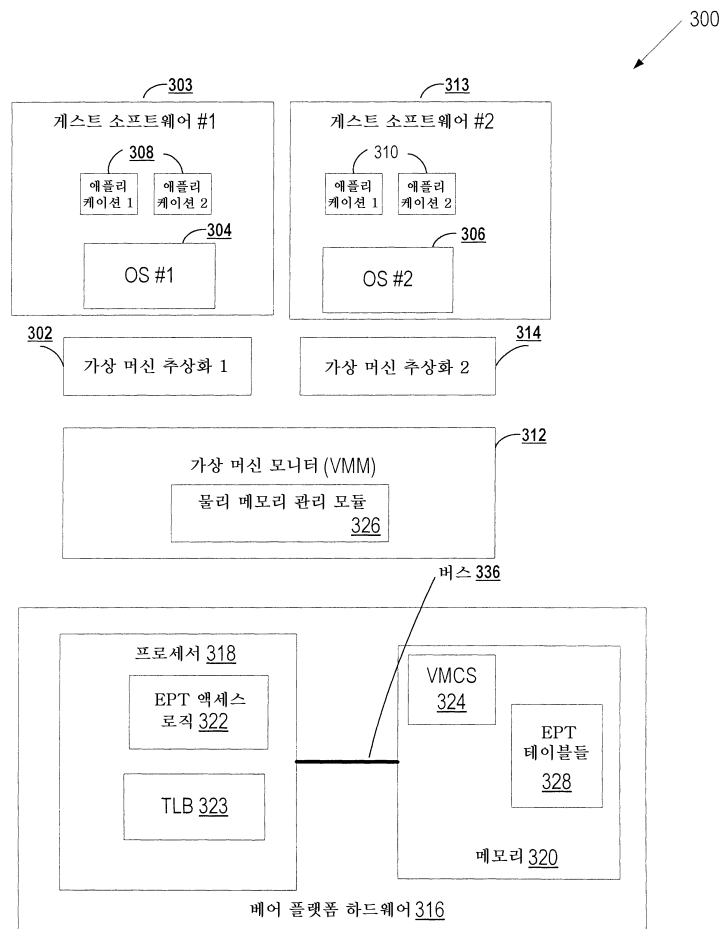 300
303
게스트 소프트웨어 #1
308
애플리
케이션 1
애플리
케이션 2
304
OS #1
313
게스트 소프트웨어 #2
310
애플리
케이션 1
애플리
케이션 2
306
OS #2
302
가상 머신 추상화 1
가상 머신 추상화 2
314
312
가상 머신 모니터 (VMM)
물리 메모리 관리 모듈
326
버스 336
프로세서 318
EPT 액세스
로직 322
TLB 323
VMCS
324
EPT
테이블들
328
메모리 320
베어 플랫폼 하드웨어 316